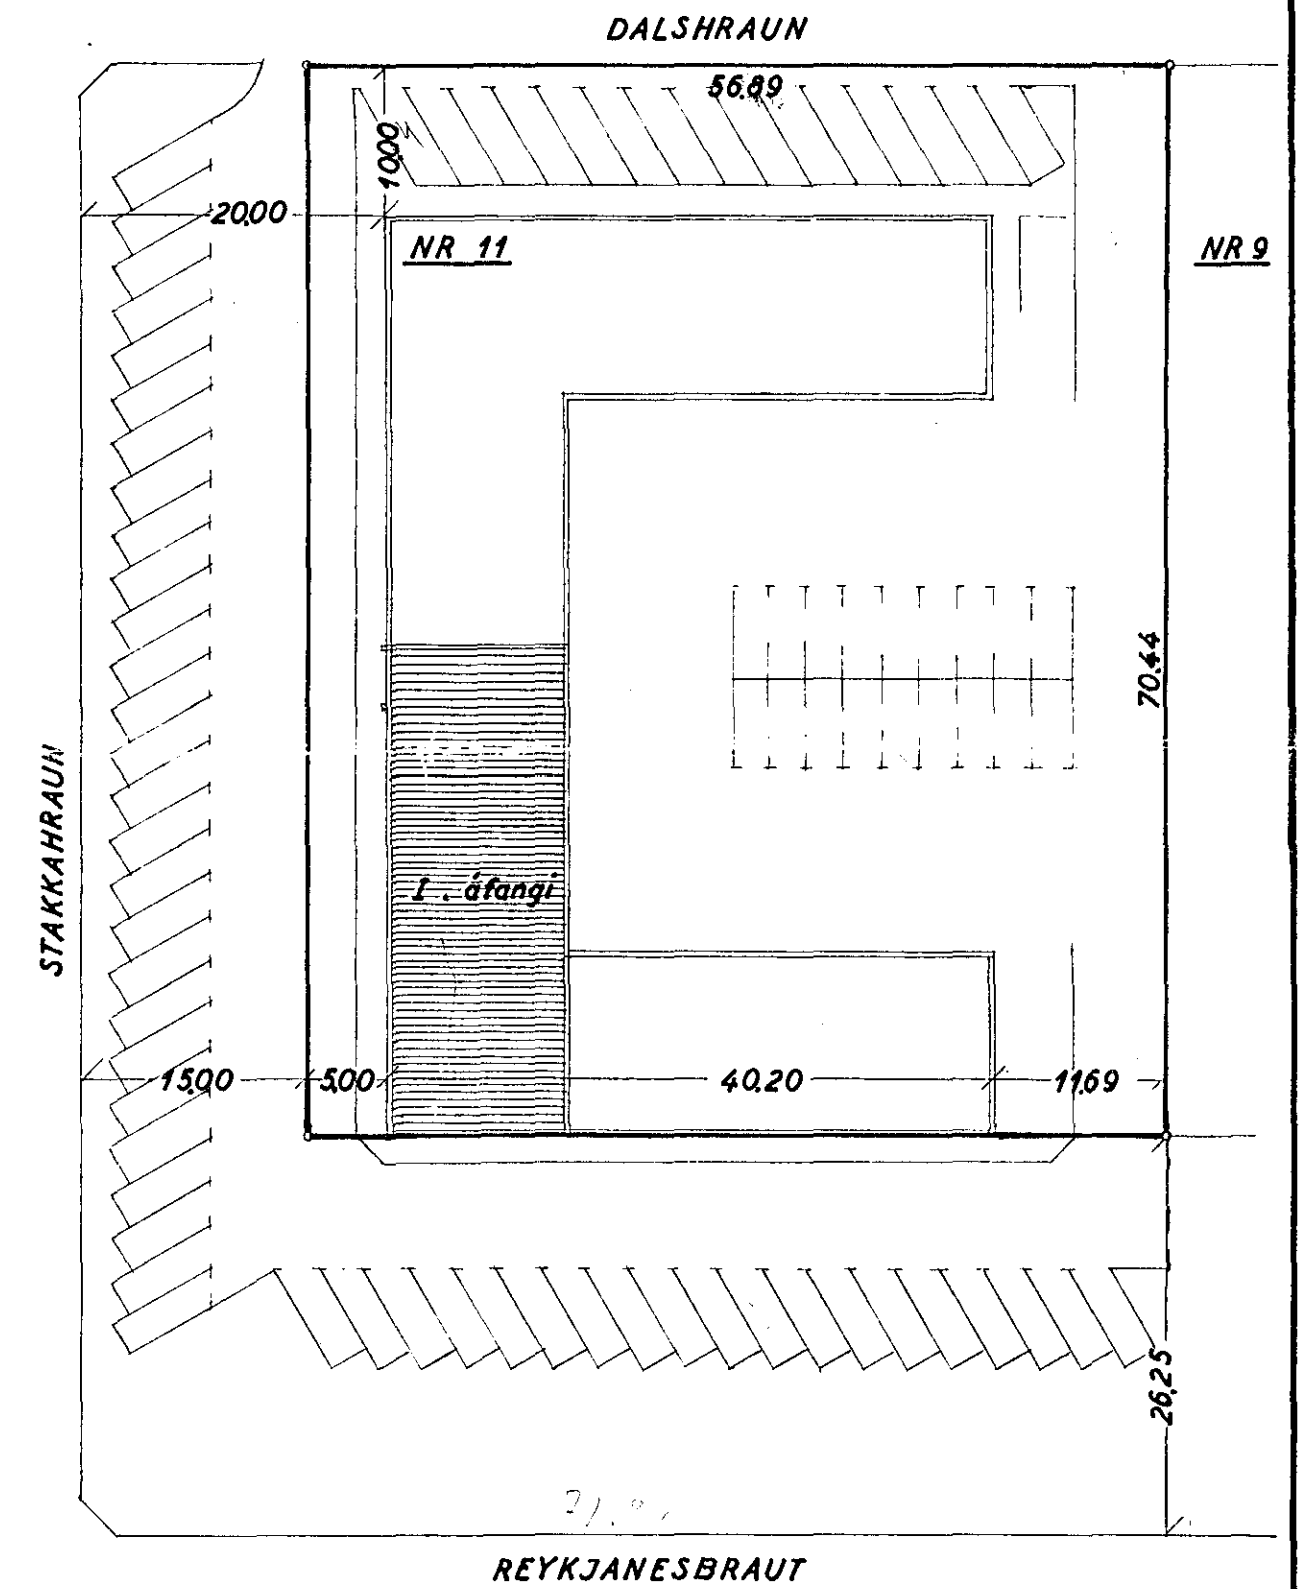 DALSHRAUN
56.89
10.00
20.00
NR 11
NR 9
70.44
STAKKAHRAUN
I. áfangi
15.00
5.00
40.20
11.69
26.25
REYKJANESBRAUT